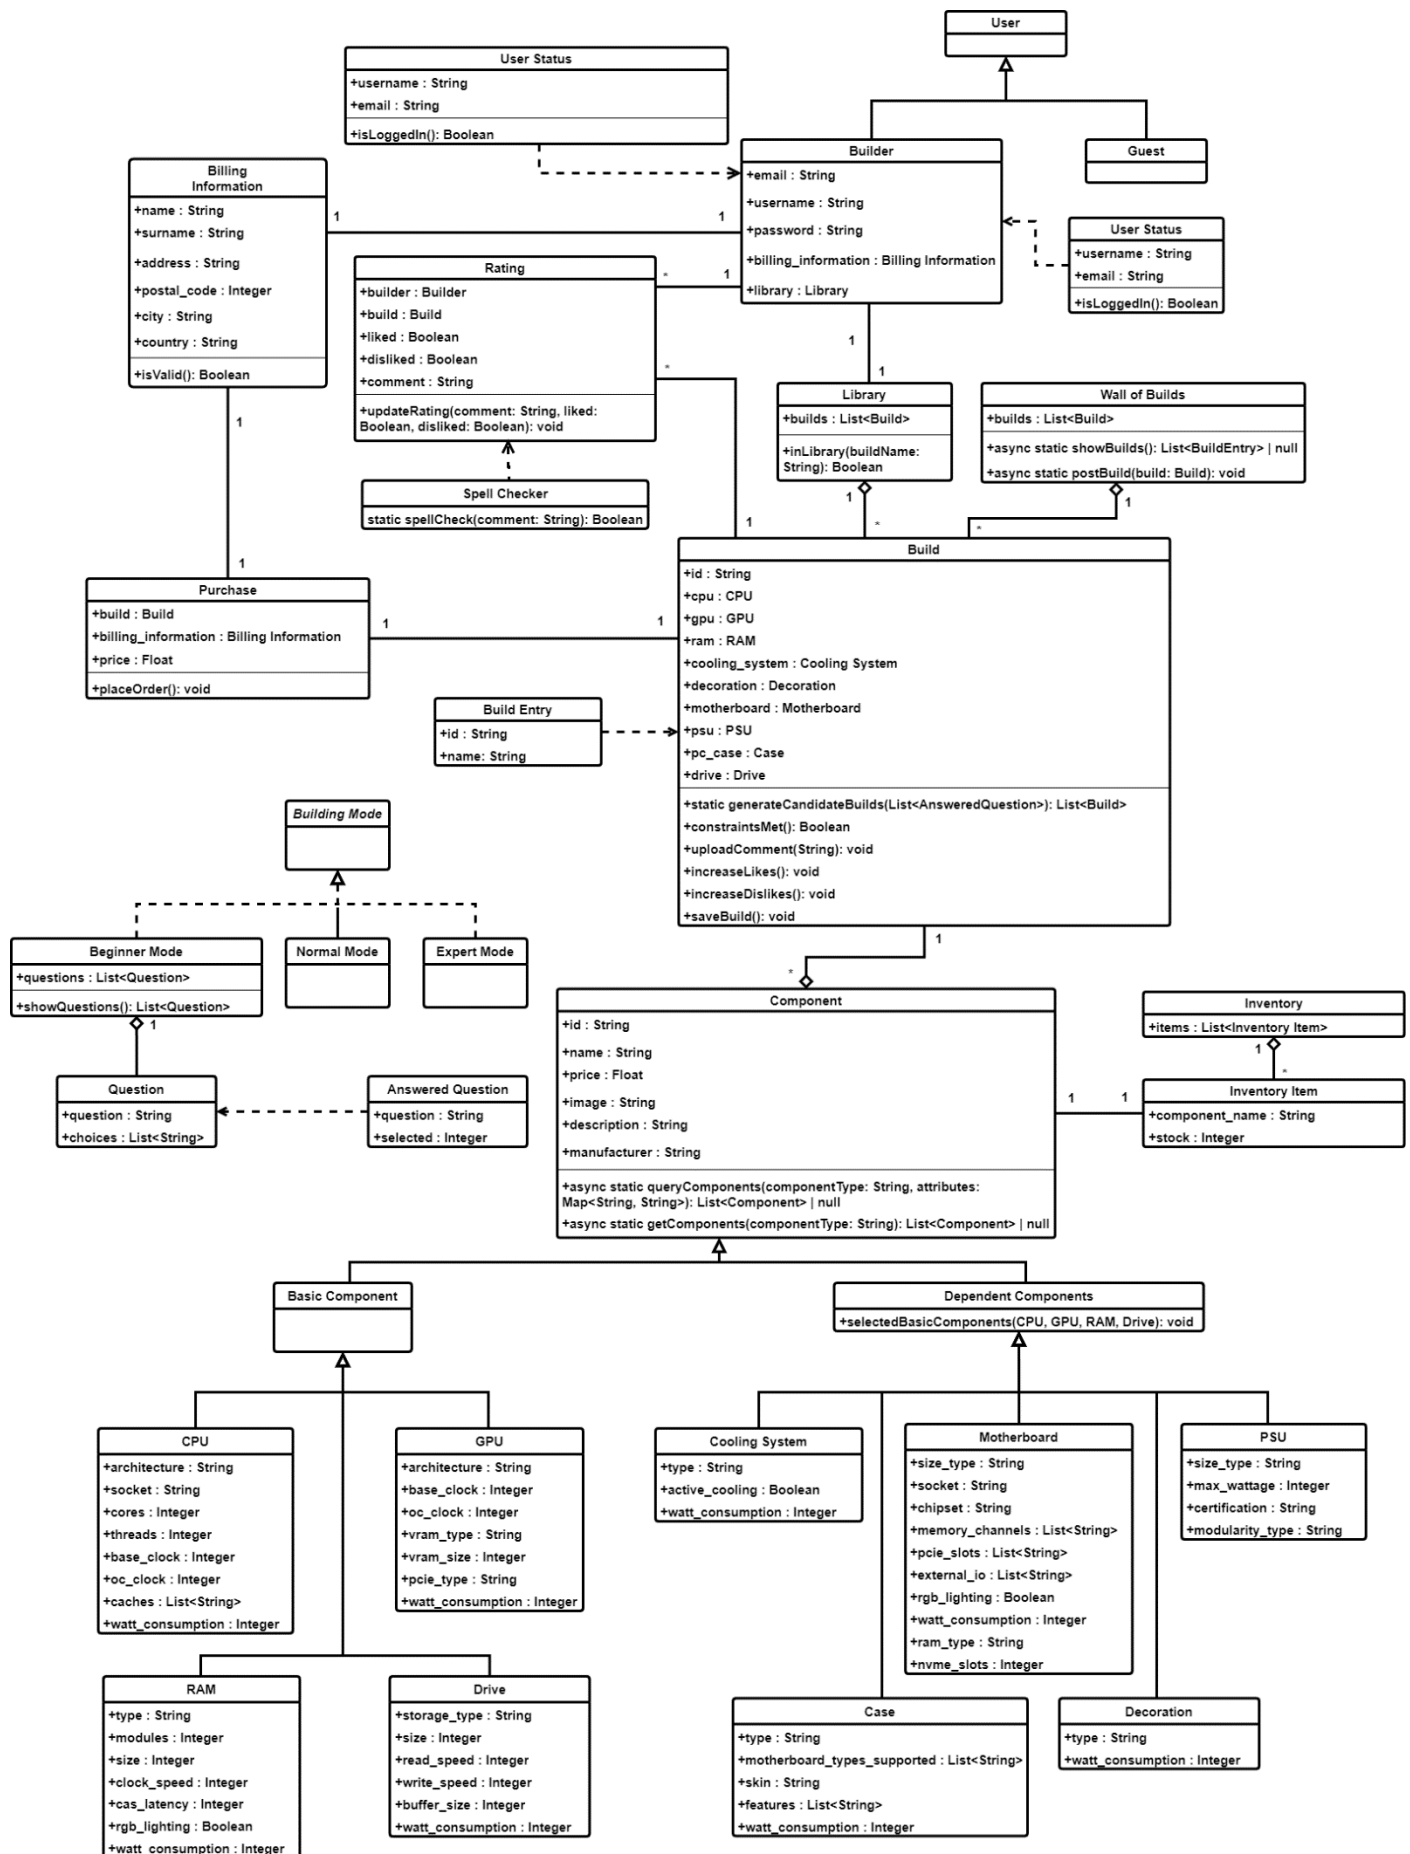 User
User Status
+username : String
+email : String
+isLoggedIn(): Boolean
Builder
+email : String
+username : String
+password : String
+billing_information : Billing Information
+library : Library
Guest
Billing
Information
+name : String
+surname : String
+address : String
+postal_code : Integer
+city : String
+country : String
+isValid(): Boolean
1
1
User Status
+username : String
+email : String
+isLoggedIn(): Boolean
Rating
+builder : Builder
+build : Build
+liked : Boolean
+disliked : Boolean
+comment : String
+updateRating(comment: String, liked:
Boolean, disliked: Boolean): void
*
1
1
1
*
1
Library
+builds : List<Build>
+inLibrary(buildName:
String): Boolean
Wall of Builds
+builds : List<Build>
+async static showBuilds(): List<BuildEntry> | null
+async static postBuild(build: Build): void
Spell Checker
static spellCheck(comment: String): Boolean
1
1
*
1
*
1
1
Purchase
+build : Build
+billing_information : Billing Information
+price : Float
+placeOrder(): void
1
1
Build
+id : String
+cpu : CPU
+gpu : GPU
+ram : RAM
+cooling_system : Cooling System
+decoration : Decoration
+motherboard : Motherboard
+psu : PSU
+pc_case : Case
+drive : Drive
+static generateCandidateBuilds(List<AnsweredQuestion>): List<Build>
+constraintsMet(): Boolean
+uploadComment(String): void
+increaseLikes(): void
+increaseDislikes(): void
+saveBuild(): void
Build Entry
+id : String
+name: String
Building Mode
Beginner Mode
+questions : List<Question>
+showQuestions(): List<Question>
Normal Mode
Expert Mode
1
Question
+question : String
+choices : List<String>
Answered Question
+question : String
+selected : Integer
1
*
Component
+id : String
+name : String
+price : Float
+image : String
+description : String
+manufacturer : String
+async static queryComponents(componentType: String, attributes:
Map<String, String>): List<Component> | null
+async static getComponents(componentType: String): List<Component> | null
Inventory
+items : List<Inventory Item>
1
*
1
1
Inventory Item
+component_name : String
+stock : Integer
Basic Component
Dependent Components
+selectedBasicComponents(CPU, GPU, RAM, Drive): void
CPU
+architecture : String
+socket : String
+cores : Integer
+threads : Integer
+base_clock : Integer
+oc_clock : Integer
+caches : List<String>
+watt_consumption : Integer
GPU
+architecture : String
+base_clock : Integer
+oc_clock : Integer
+vram_type : String
+vram_size : Integer
+pcie_type : String
+watt_consumption : Integer
Cooling System
+type : String
+active_cooling : Boolean
+watt_consumption : Integer
Motherboard
+size_type : String
+socket : String
+chipset : String
+memory_channels : List<String>
+pcie_slots : List<String>
+external_io : List<String>
+rgb_lighting : Boolean
+watt_consumption : Integer
+ram_type : String
+nvme_slots : Integer
PSU
+size_type : String
+max_wattage : Integer
+certification : String
+modularity_type : String
RAM
+type : String
+modules : Integer
+size : Integer
+clock_speed : Integer
+cas_latency : Integer
+rgb_lighting : Boolean
+watt_consumption : Integer
Drive
+storage_type : String
+size : Integer
+read_speed : Integer
+write_speed : Integer
+buffer_size : Integer
+watt_consumption : Integer
Case
+type : String
+motherboard_types_supported : List<String>
+skin : String
+features : List<String>
+watt_consumption : Integer
Decoration
+type : String
+watt_consumption : Integer